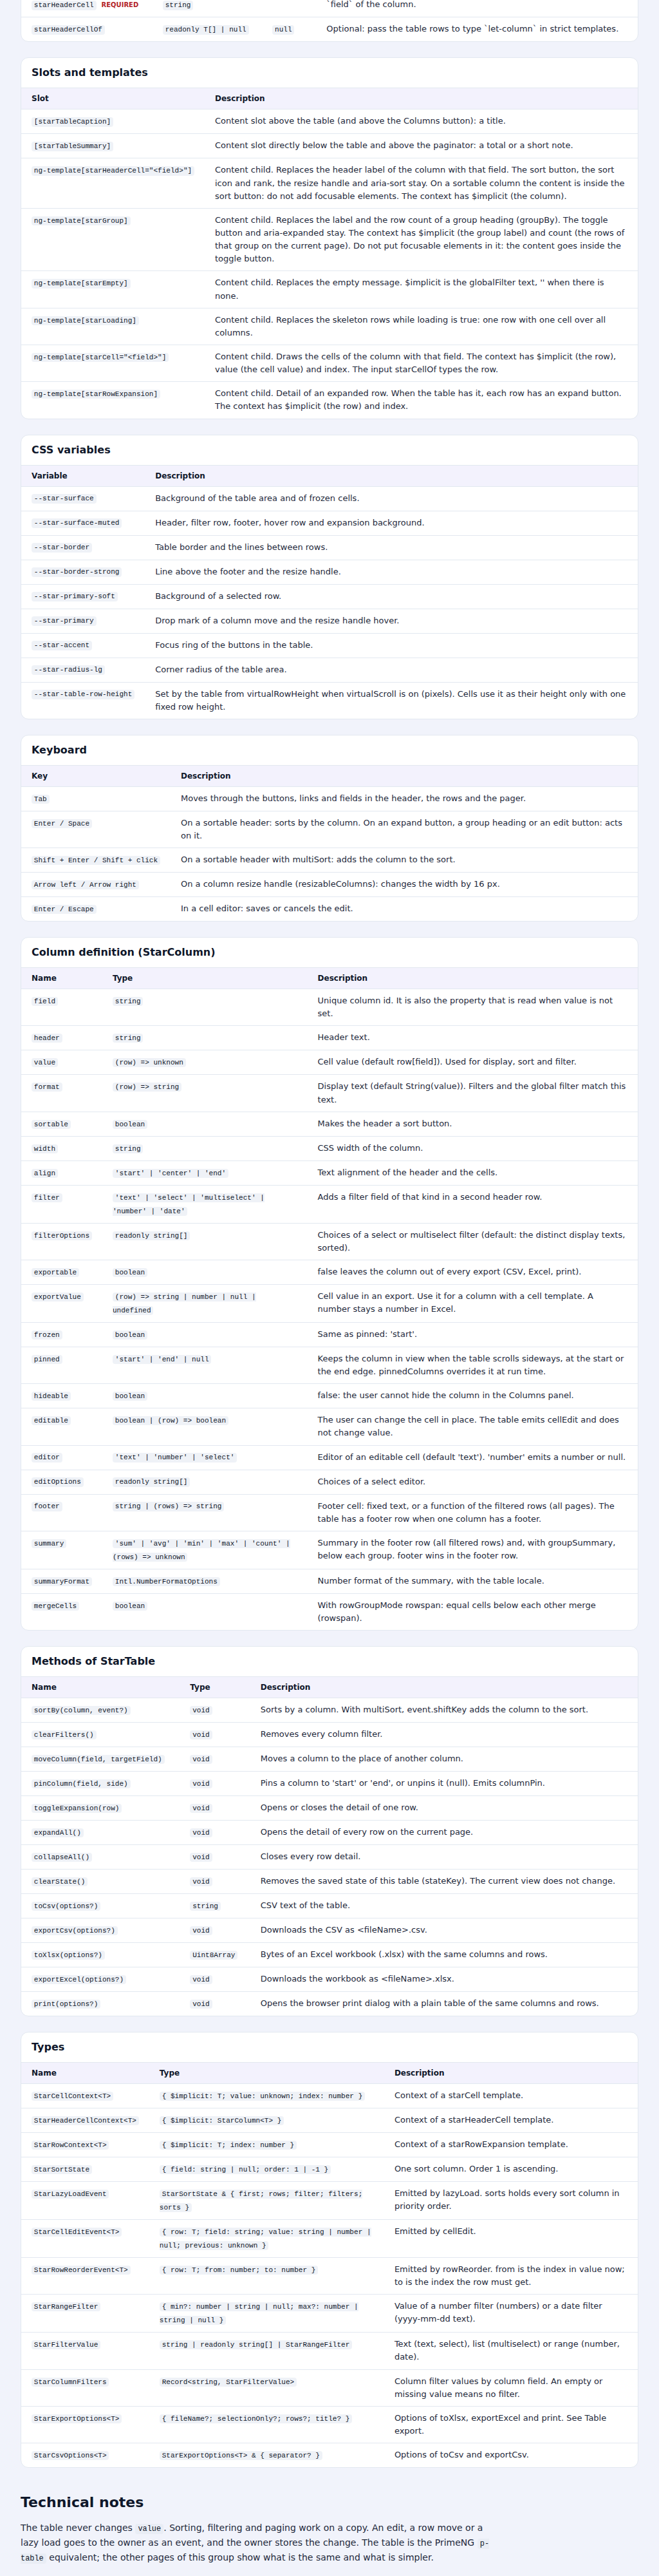 starHeaderCell REQUIRED string `field` of the column.
starHeaderCellOf readonly T[] | null null Optional: pass the table rows to type `let-column` in strict templates.
Slots and templates
Slot Description
[starTableCaption] Content slot above the table (and above the Columns button): a title.
[starTableSummary] Content slot directly below the table and above the paginator: a total or a short note.
ng-template[starHeaderCell="<field>"] Content child. Replaces the header label of the column with that field. The sort button, the sort
icon and rank, the resize handle and aria-sort stay. On a sortable column the content is inside the
sort button: do not add focusable elements. The context has $implicit (the column).
ng-template[starGroup] Content child. Replaces the label and the row count of a group heading (groupBy). The toggle
button and aria-expanded stay. The context has $implicit (the group label) and count (the rows of
that group on the current page). Do not put focusable elements in it: the content goes inside the
toggle button.
ng-template[starEmpty] Content child. Replaces the empty message. $implicit is the globalFilter text, '' when there is
none.
ng-template[starLoading] Content child. Replaces the skeleton rows while loading is true: one row with one cell over all
columns.
ng-template[starCell="<field>"] Content child. Draws the cells of the column with that field. The context has $implicit (the row),
value (the cell value) and index. The input starCellOf types the row.
ng-template[starRowExpansion] Content child. Detail of an expanded row. When the table has it, each row has an expand button.
The context has $implicit (the row) and index.
CSS variables
Variable Description
--star-surface Background of the table area and of frozen cells.
--star-surface-muted Header, filter row, footer, hover row and expansion background.
--star-border Table border and the lines between rows.
--star-border-strong Line above the footer and the resize handle.
--star-primary-soft Background of a selected row.
--star-primary Drop mark of a column move and the resize handle hover.
--star-accent Focus ring of the buttons in the table.
--star-radius-lg Corner radius of the table area.
--star-table-row-height Set by the table from virtualRowHeight when virtualScroll is on (pixels). Cells use it as their height only with one
fixed row height.
Keyboard
Key Description
Tab Moves through the buttons, links and fields in the header, the rows and the pager.
Enter / Space On a sortable header: sorts by the column. On an expand button, a group heading or an edit button: acts
on it.
Shift + Enter / Shift + click On a sortable header with multiSort: adds the column to the sort.
Arrow left / Arrow right On a column resize handle (resizableColumns): changes the width by 16 px.
Enter / Escape In a cell editor: saves or cancels the edit.
Column definition (StarColumn)
Name Type Description
field string Unique column id. It is also the property that is read when value is not
set.
header string Header text.
value (row) => unknown Cell value (default row[field]). Used for display, sort and filter.
format (row) => string Display text (default String(value)). Filters and the global filter match this
text.
sortable boolean Makes the header a sort button.
width string CSS width of the column.
align 'start' | 'center' | 'end' Text alignment of the header and the cells.
filter 'text' | 'select' | 'multiselect' | Adds a filter field of that kind in a second header row.
'number' | 'date'
filterOptions readonly string[] Choices of a select or multiselect filter (default: the distinct display texts,
sorted).
exportable boolean false leaves the column out of every export (CSV, Excel, print).
exportValue (row) => string | number | null | Cell value in an export. Use it for a column with a cell template. A
undefined number stays a number in Excel.
frozen boolean Same as pinned: 'start'.
pinned 'start' | 'end' | null Keeps the column in view when the table scrolls sideways, at the start or
the end edge. pinnedColumns overrides it at run time.
hideable boolean false: the user cannot hide the column in the Columns panel.
editable boolean | (row) => boolean The user can change the cell in place. The table emits cellEdit and does
not change value.
editor 'text' | 'number' | 'select' Editor of an editable cell (default 'text'). 'number' emits a number or null.
editOptions readonly string[] Choices of a select editor.
footer string | (rows) => string Footer cell: fixed text, or a function of the filtered rows (all pages). The
table has a footer row when one column has a footer.
summary 'sum' | 'avg' | 'min' | 'max' | 'count' | Summary in the footer row (all filtered rows) and, with groupSummary,
(rows) => unknown below each group. footer wins in the footer row.
summaryFormat Intl.NumberFormatOptions Number format of the summary, with the table locale.
mergeCells boolean With rowGroupMode rowspan: equal cells below each other merge
(rowspan).
Methods of StarTable
Name Type Description
sortBy(column, event?) void Sorts by a column. With multiSort, event.shiftKey adds the column to the sort.
clearFilters() void Removes every column filter.
moveColumn(field, targetField) void Moves a column to the place of another column.
pinColumn(field, side) void Pins a column to 'start' or 'end', or unpins it (null). Emits columnPin.
toggleExpansion(row) void Opens or closes the detail of one row.
expandAll() void Opens the detail of every row on the current page.
collapseAll() void Closes every row detail.
clearState() void Removes the saved state of this table (stateKey). The current view does not change.
toCsv(options?) string CSV text of the table.
exportCsv(options?) void Downloads the CSV as <fileName>.csv.
toXlsx(options?) Uint8Array Bytes of an Excel workbook (.xlsx) with the same columns and rows.
exportExcel(options?) void Downloads the workbook as <fileName>.xlsx.
print(options?) void Opens the browser print dialog with a plain table of the same columns and rows.
Types
Name Type Description
StarCellContext<T> { $implicit: T; value: unknown; index: number } Context of a starCell template.
StarHeaderCellContext<T> { $implicit: StarColumn<T> } Context of a starHeaderCell template.
StarRowContext<T> { $implicit: T; index: number } Context of a starRowExpansion template.
StarSortState { field: string | null; order: 1 | -1 } One sort column. Order 1 is ascending.
StarLazyLoadEvent StarSortState & { first; rows; filter; filters; Emitted by lazyLoad. sorts holds every sort column in
sorts } priority order.
StarCellEditEvent<T> { row: T; field: string; value: string | number | Emitted by cellEdit.
null; previous: unknown }
StarRowReorderEvent<T> { row: T; from: number; to: number } Emitted by rowReorder. from is the index in value now;
to is the index the row must get.
StarRangeFilter { min?: number | string | null; max?: number | Value of a number filter (numbers) or a date filter
string | null } (yyyy-mm-dd text).
StarFilterValue string | readonly string[] | StarRangeFilter Text (text, select), list (multiselect) or range (number,
date).
StarColumnFilters Record<string, StarFilterValue> Column filter values by column field. An empty or
missing value means no filter.
StarExportOptions<T> { fileName?; selectionOnly?; rows?; title? } Options of toXlsx, exportExcel and print. See Table
export.
StarCsvOptions<T> StarExportOptions<T> & { separator? } Options of toCsv and exportCsv.
Technical notes
The table never changes value. Sorting, filtering and paging work on a copy. An edit, a row move or a
lazy load goes to the owner as an event, and the owner stores the change. The table is the PrimeNG p-
table equivalent; the other pages of this group show what is the same and what is simpler.